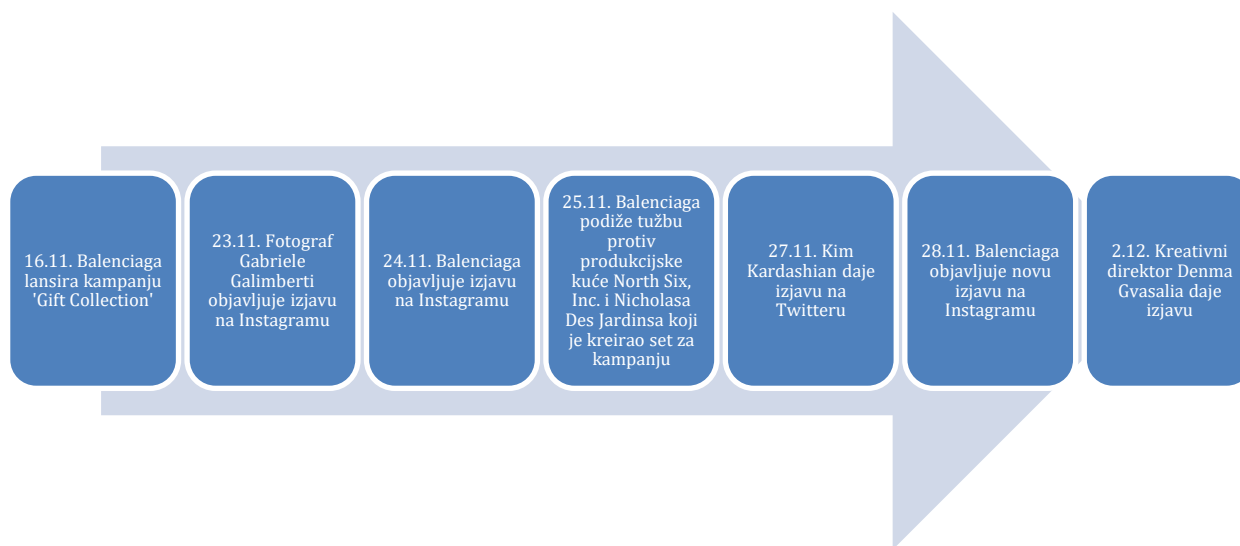 16.11. Balenciaga
lansira kampanju
'Gift Collection'
23.11. Fotograf
Gabriele
Galimberti
objavljuje izjavu
na Instagramu
24.11. Balenciaga
objavljuje izjavu
na Instagramu
25.11. Balenciaga
podiže tužbu
protiv
produkcijske
kuće North Six,
Inc. i Nicholasa
Des Jardinsa koji
je kreirao set za
kampanju
27.11. Kim
Kardashian daje
izjavu na
Twitteru
28.11. Balenciaga
objavljuje novu
izjavu na
Instagramu
2.12. Kreativni
direktor Denma
Gvasalia daje
izjavu